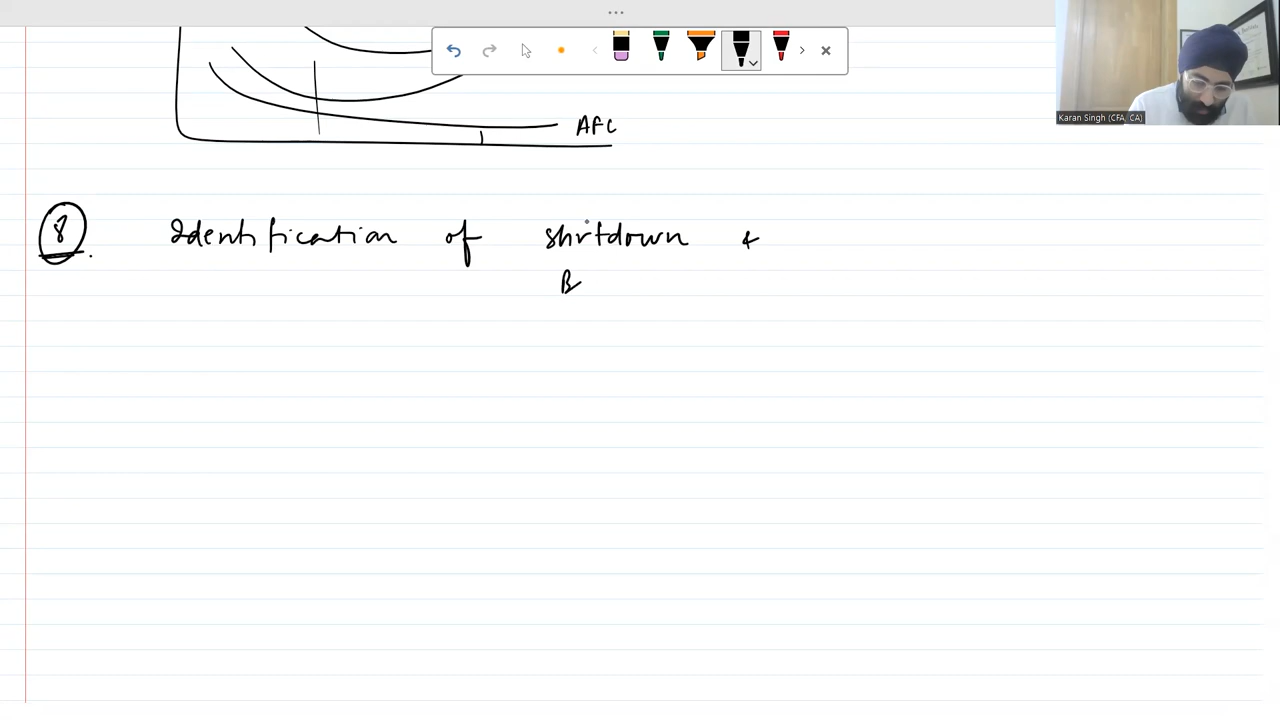 Karan Singh (CFA, CA)
AFC
8. Identification of shutdown &
B